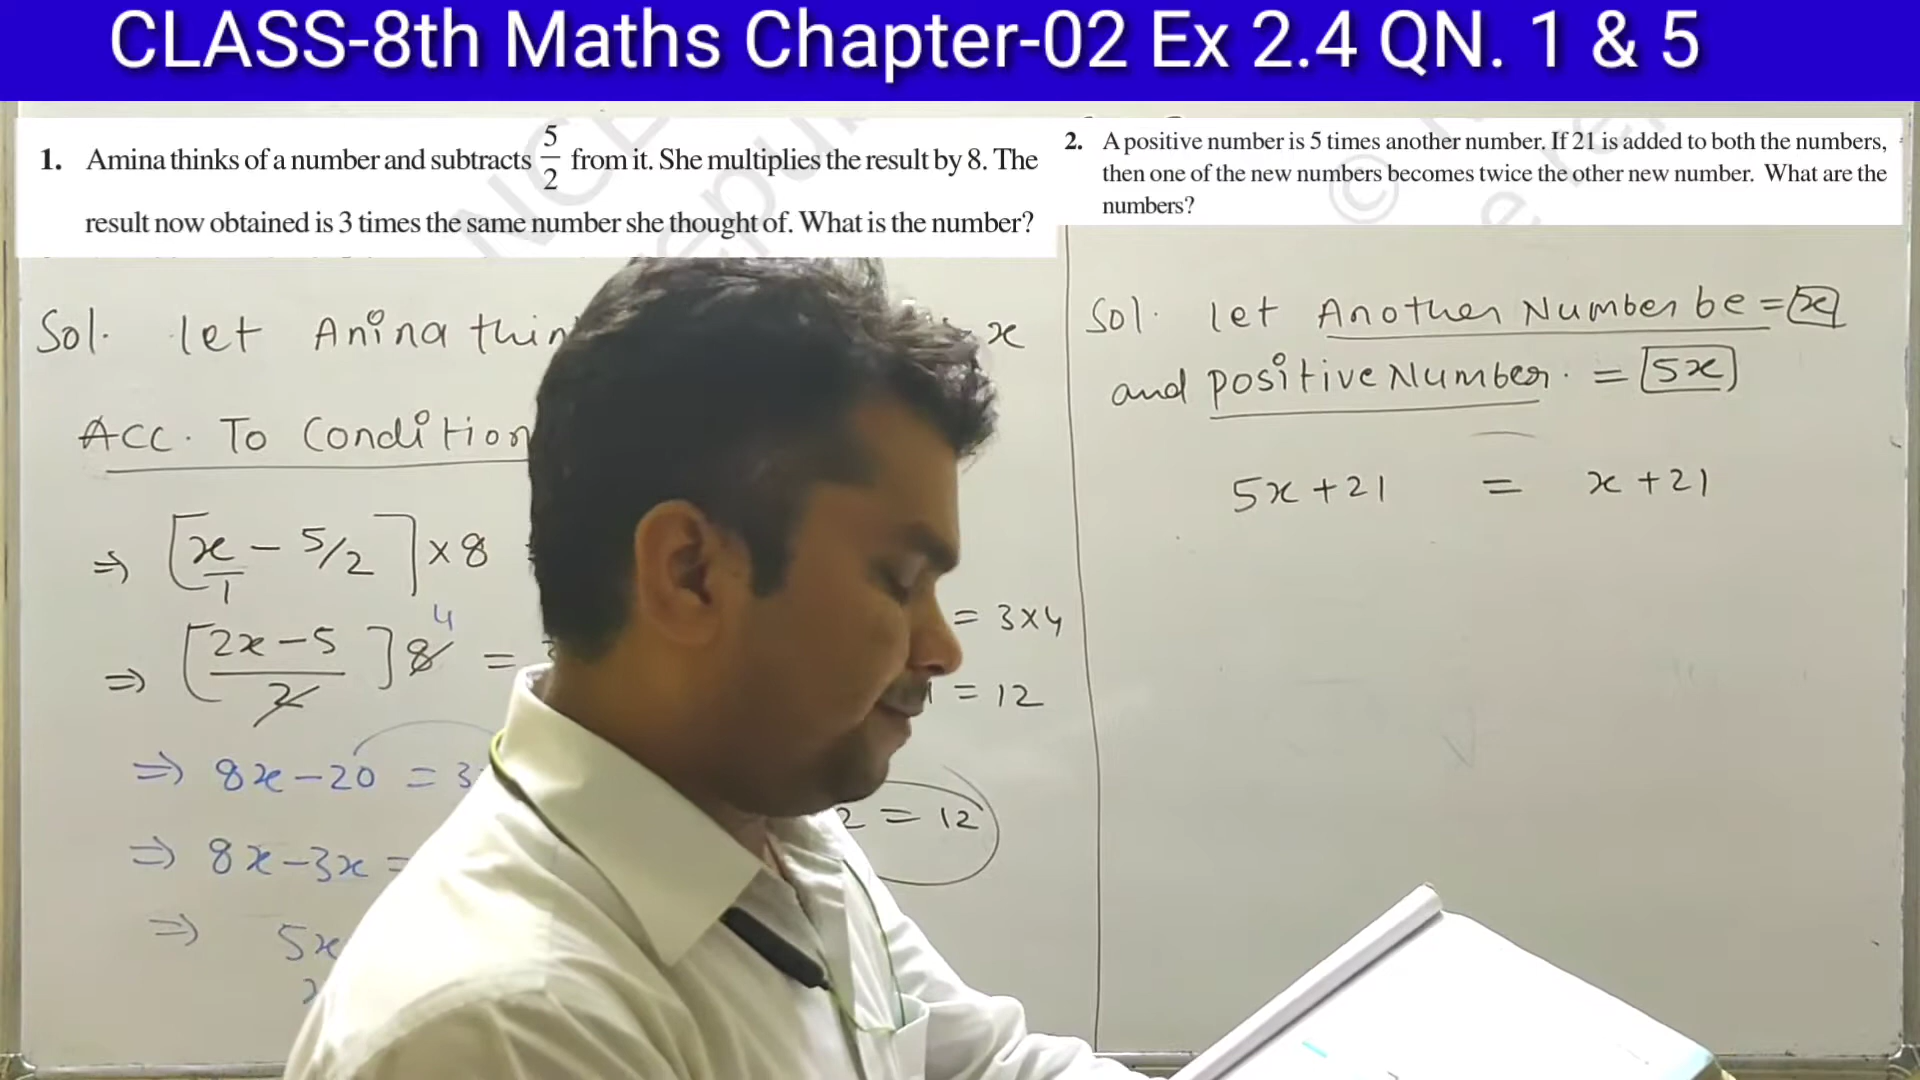 CLASS-8th Maths Chapter-02 Ex 2.4 QN. 1 & 5
1. Amina thinks of a number and subtracts 5/2 from it. She multiplies the result by 8. The
result now obtained is 3 times the same number she thought of. What is the number?
Sol. let Anina thin x
Acc. To Condition
⇒ [x/1 - 5/2] × 8
⇒ [2x-5/2] 8 4 =
⇒ 8x - 20 = 3
⇒ 8x - 3x =
⇒ 5x
= 3×4
= 12
2 = 12
2. A positive number is 5 times another number. If 21 is added to both the numbers,
then one of the new numbers becomes twice the other new number. What are the
numbers?
Sol. let Another Number be = x
and positive Number. = 5x
5x + 21 = x + 21